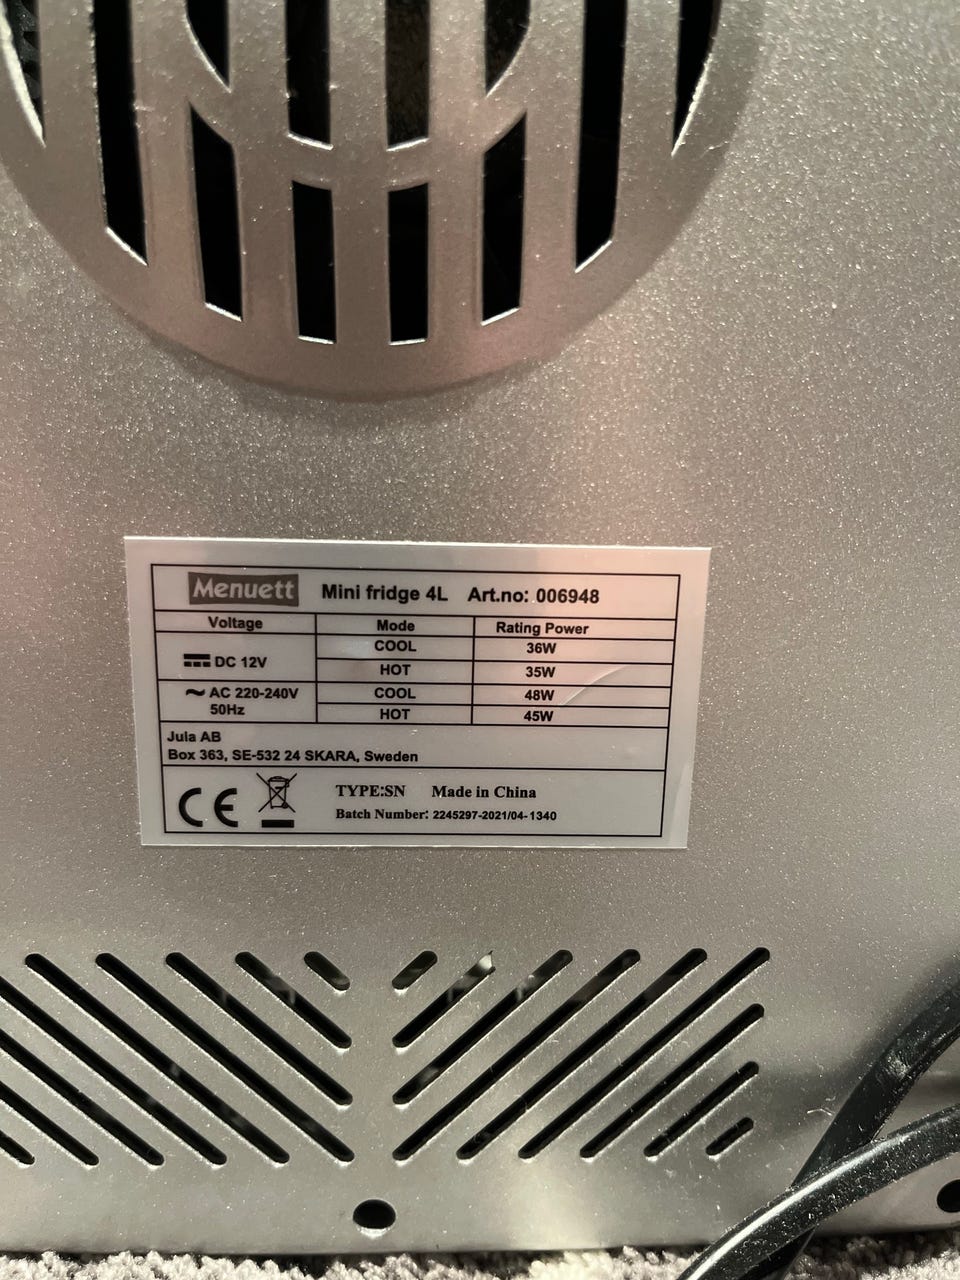 Menuett Mini fridge 4L Art.no: 006948
Voltage Mode Rating Power
DC 12V COOL 36W
HOT 35W
~ AC 220-240V 50Hz COOL 48W
HOT 45W
Jula AB
Box 363, SE-532 24 SKARA, Sweden
CE TYPE:SN Made in China
Batch Number: 2245297-2021/04-1340